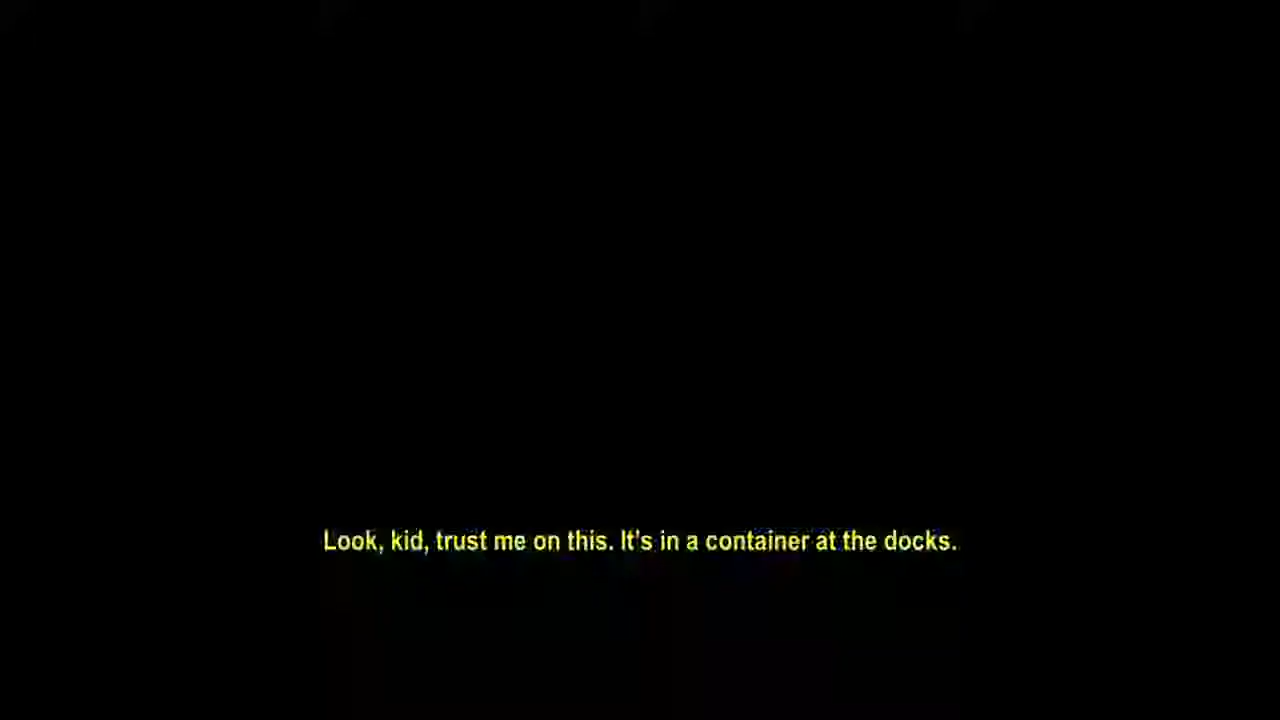 Look, kid, trust me on this. It's in a container at the docks.